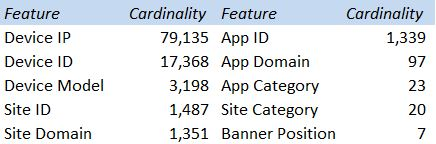 Feature Cardinality Feature Cardinality
Device IP 79,135 App ID 1,339
Device ID 17,368 App Domain 97
Device Model 3,198 App Category 23
Site ID 1,487 Site Category 20
Site Domain 1,351 Banner Position 7